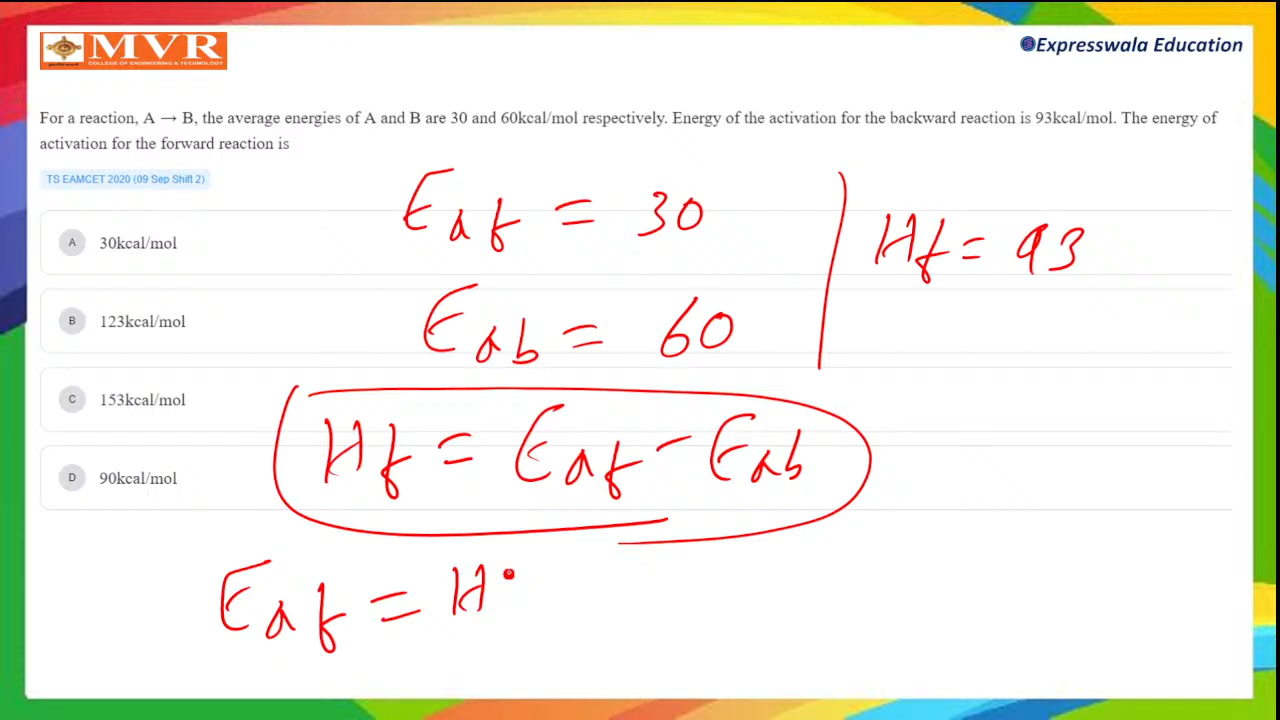 MVR
COLLEGE OF ENGINEERING & TECHNOLOGY
Expresswala Education
For a reaction, A → B, the average energies of A and B are 30 and 60kcal/mol respectively. Energy of the activation for the backward reaction is 93kcal/mol. The energy of
activation for the forward reaction is
TS EAMCET 2020 (09 Sep Shift 2)
A 30kcal/mol
B 123kcal/mol
C 153kcal/mol
D 90kcal/mol
Eaf = 30
Hf = 93
Eab = 60
Hf = Eaf - Eab
Eaf = H